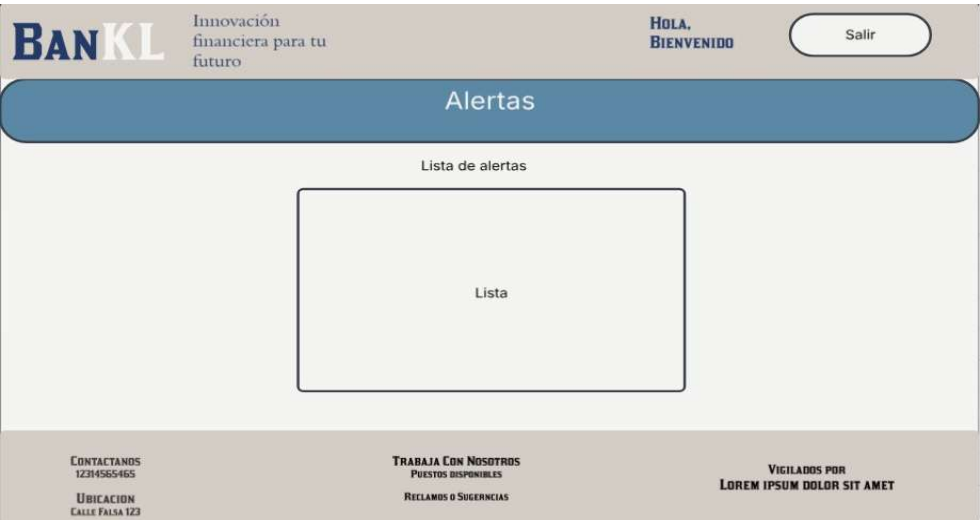 BANKL
Innovación
financiera para tu
futuro
HOLA,
BIENVENIDO
Salir
Alertas
Lista de alertas
Lista
CONTACTANOS
12314565465
UBICACION
CALLE FALSA 123
TRABAJA CON NOSOTROS
PUESTOS DISPONIBLES
RECLAMOS O SUGERNCIAS
VIGILADOS POR
LOREM IPSUM DOLOR SIT AMET